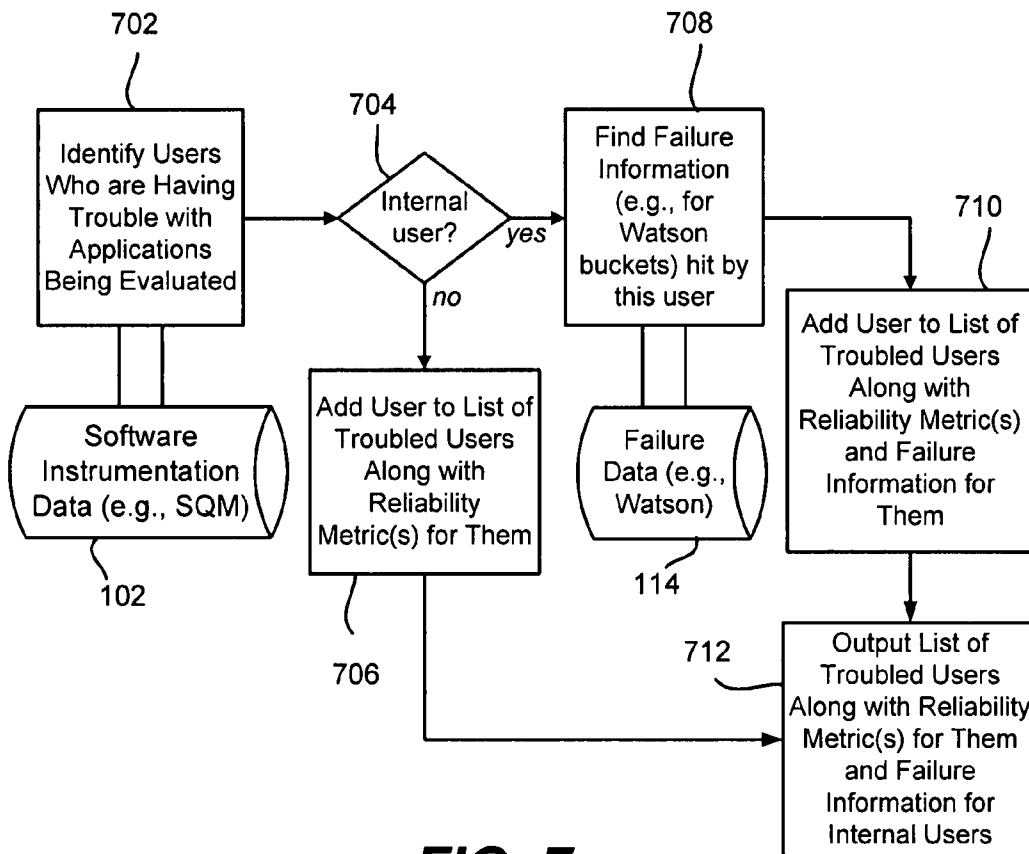 702
Identify Users
Who are Having
Trouble with
Applications
Being Evaluated
Software
Instrumentation
Data (e.g., SQM)
102
704
Internal
user?
yes
no
Add User to List of
Troubled Users
Along with
Reliability
Metric(s) for Them
706
708
Find Failure
Information
(e.g., for
Watson
buckets) hit by
this user
Failure
Data (e.g.,
Watson)
114
710
Add User to List of
Troubled Users
Along with
Reliability Metric(s)
and Failure
Information for
Them
712
Output List of
Troubled Users
Along with Reliability
Metric(s) for Them
and Failure
Information for
Internal Users